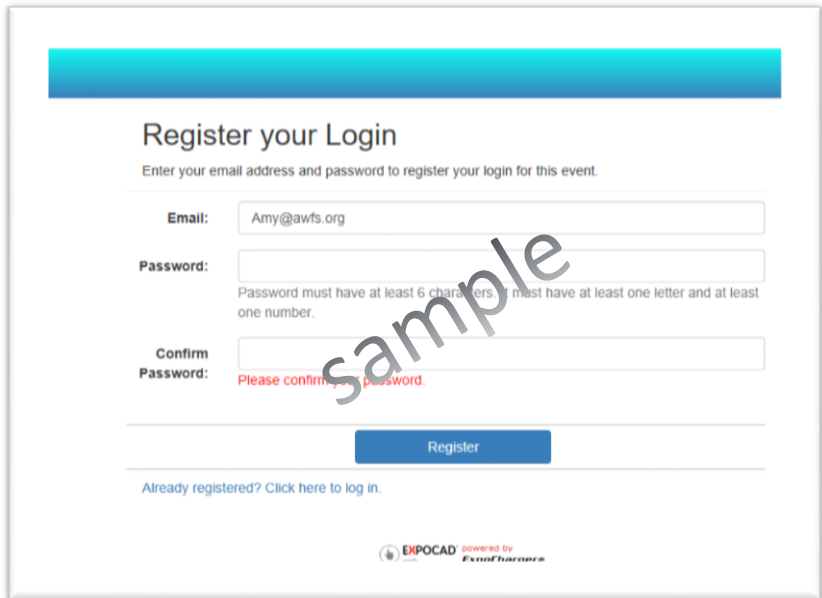 Register your Login
Enter your email address and password to register your login for this event.
Email:
Amy@awfs.org
Password:
Password must have at least 6 characters. It must have at least one letter and at least
one number.
sample
Confirm
Password:
Please confirm your password.
Register
Already registered? Click here to log in.
EXPOCAD powered by